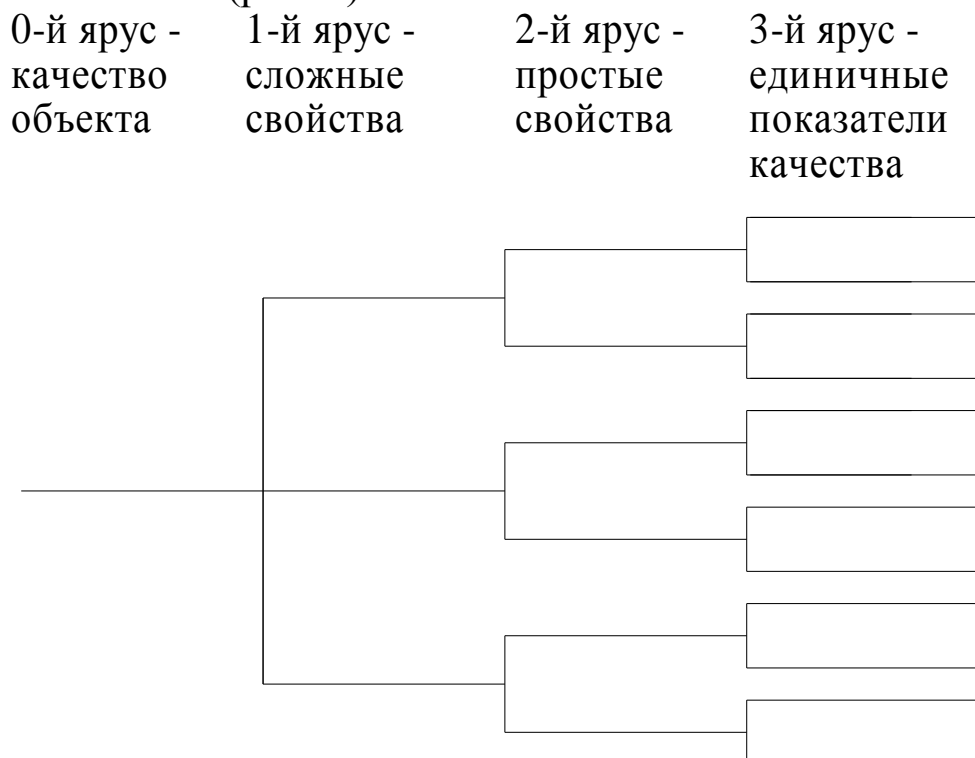 0-й ярус -
качество
объекта
1-й ярус -
сложные
свойства
2-й ярус -
простые
свойства
3-й ярус -
единичные
показатели
качества